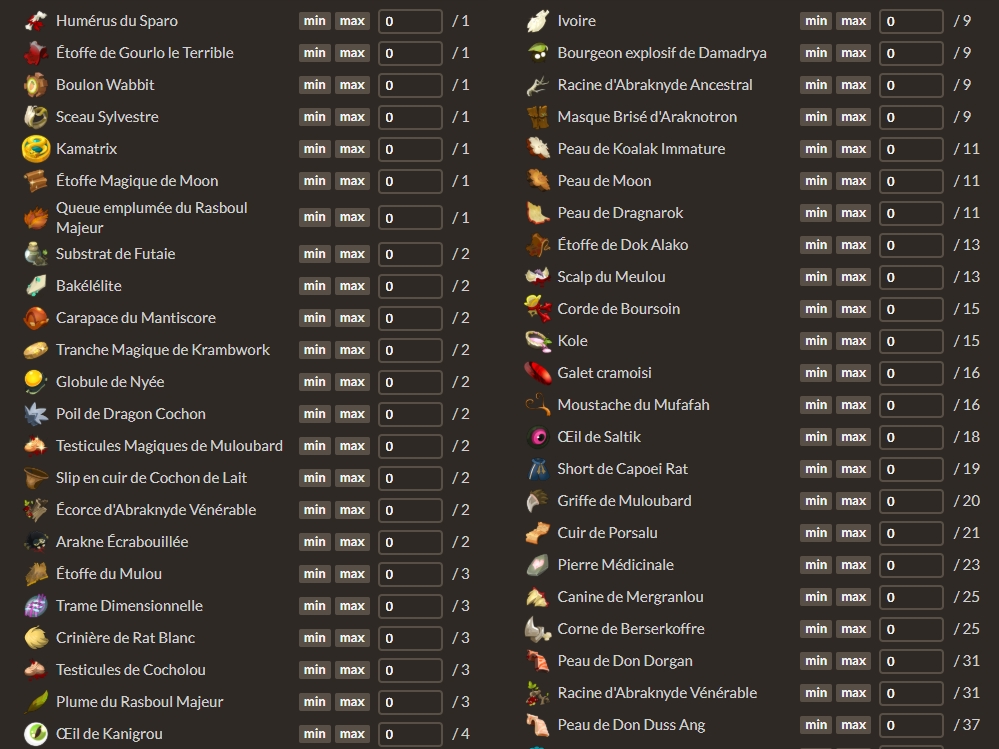 Humérus du Sparo min max 0 / 1
Étoffe de Gourlo le Terrible min max 0 / 1
Boulon Wabbit min max 0 / 1
Sceau Sylvestre min max 0 / 1
Kamatrix min max 0 / 1
Étoffe Magique de Moon min max 0 / 1
Queue emplumée du Rasboul
Majeur min max 0 / 1
Substrat de Futaie min max 0 / 2
Bakélélite min max 0 / 2
Carapace du Mantiscore min max 0 / 2
Tranche Magique de Krambwork min max 0 / 2
Globule de Nyée min max 0 / 2
Poil de Dragon Cochon min max 0 / 2
Testicules Magiques de Muloubard min max 0 / 2
Slip en cuir de Cochon de Lait min max 0 / 2
Écorce d'Abraknyde Vénérable min max 0 / 2
Arakne Écrabouillée min max 0 / 2
Étoffe du Mulou min max 0 / 3
Trame Dimensionnelle min max 0 / 3
Crinière de Rat Blanc min max 0 / 3
Testicules de Cocholou min max 0 / 3
Plume du Rasboul Majeur min max 0 / 3
Œil de Kanigrou min max 0 / 4
Ivoire min max 0 / 9
Bourgeon explosif de Damadrya min max 0 / 9
Racine d'Abraknyde Ancestral min max 0 / 9
Masque Brisé d'Araknotron min max 0 / 9
Peau de Koalak Immature min max 0 / 11
Peau de Moon min max 0 / 11
Peau de Dragnarok min max 0 / 11
Étoffe de Dok Alako min max 0 / 13
Scalp du Meulou min max 0 / 13
Corde de Boursoin min max 0 / 15
Kole min max 0 / 15
Galet cramoisi min max 0 / 16
Moustache du Mufafah min max 0 / 16
Œil de Saltik min max 0 / 18
Short de Capoei Rat min max 0 / 19
Griffe de Muloubard min max 0 / 20
Cuir de Porsalu min max 0 / 21
Pierre Médicinale min max 0 / 23
Canine de Mergranlou min max 0 / 25
Corne de Berserkoffre min max 0 / 25
Peau de Don Dorgan min max 0 / 31
Racine d'Abraknyde Vénérable min max 0 / 31
Peau de Don Duss Ang min max 0 / 37